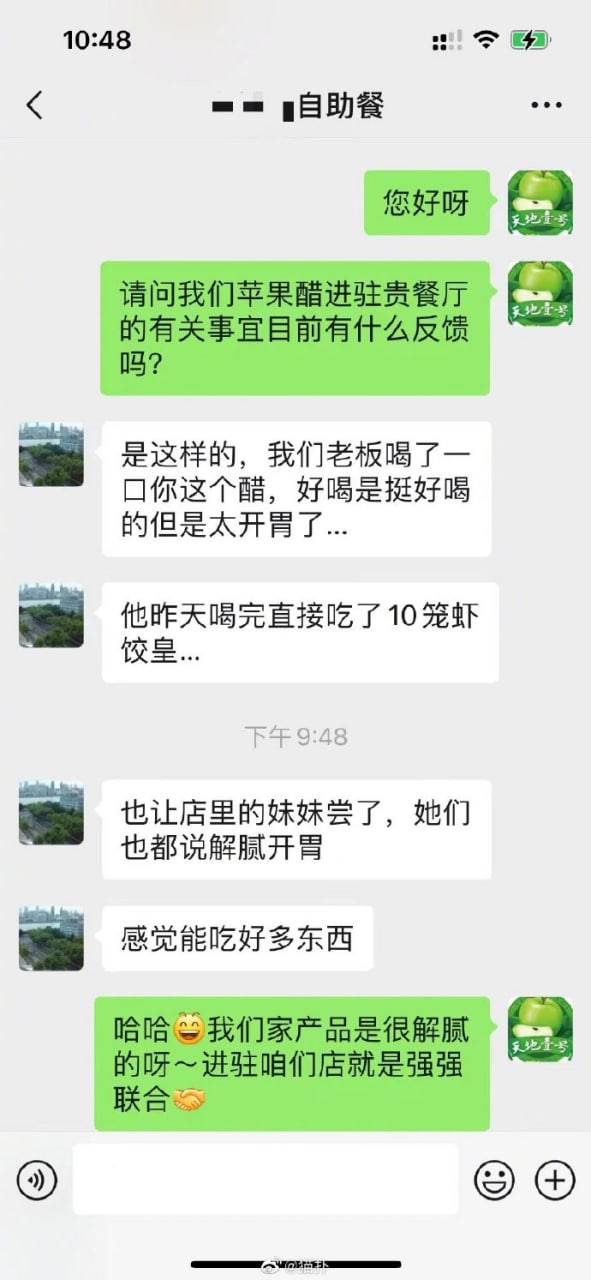 10:48
自助餐
您好呀
天地壹号
请问我们苹果醋进驻贵餐厅
的有关事宜目前有什么反馈
吗?
天地壹号
是这样的，我们老板喝了一
口你这个醋，好喝是挺好喝
的但是太开胃了...
他昨天喝完直接吃了10笼虾
饺皇...
下午9:48
也让店里的妹妹尝了，她们
也都说解腻开胃
感觉能吃好多东西
哈哈😄我们家产品是很解腻
的呀～进驻咱们店就是强强
联合🤝
天地壹号
@猫扑